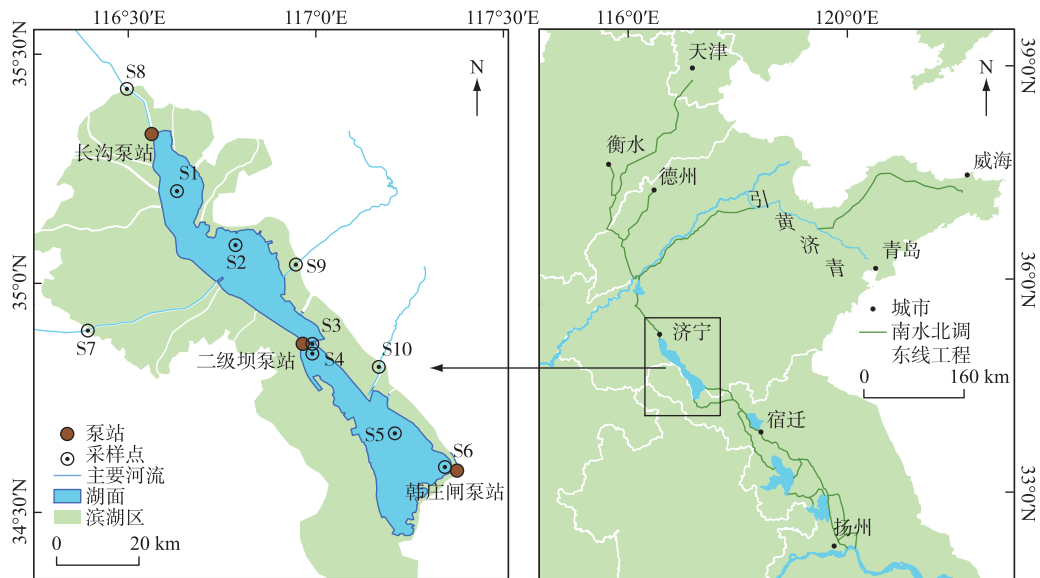 116°30′E
117°0′E
117°30′E
35°30′N
35°0′N
34°30′N
N
S8
长沟泵站
S1
S2
S9
S3
S7
二级坝泵站
S4
S10
S5
S6
韩庄闸泵站
泵站
采样点
主要河流
湖面
滨湖区
0
20 km
116°0′E
120°0′E
39°0′N
36°0′N
33°0′N
N
天津
衡水
德州
威海
引黄济青
青岛
济宁
宿迁
扬州
城市
南水北调
东线工程
0
160 km